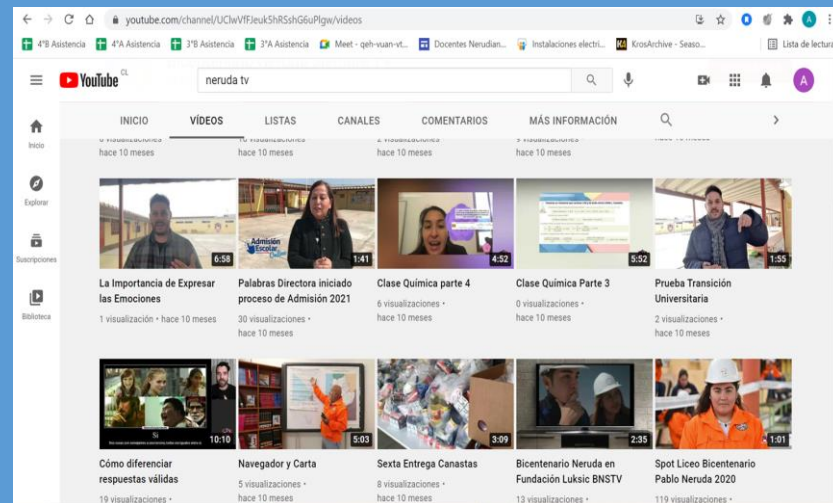 youtube.com/channel/UClwVfFJeuk5hRSshG6uPlgw/videos
4°B Asistencia 4°A Asistencia 3°B Asistencia 3°A Asistencia Meet - qeh-vuan-vt... Docentes Nerudian... Instalaciones electri... KA KrosArchive - Seaso... Lista de lectura
YouTube CL
neruda tv
A
INICIO VÍDEOS LISTAS CANALES COMENTARIOS MÁS INFORMACIÓN
hace 10 meses hace 10 meses hace 10 meses hace 10 meses
Inicio
Explorar
Suscripciones
Biblioteca
Admisión
Escolar
6:58 1:41 4:52 5:52 1:55
La Importancia de Expresar
las Emociones
1 visualización • hace 10 meses
Palabras Directora iniciado
proceso de Admisión 2021
30 visualizaciones •
hace 10 meses
Clase Química parte 4
6 visualizaciones •
hace 10 meses
Clase Química Parte 3
0 visualizaciones •
hace 10 meses
Prueba Transición
Universitaria
2 visualizaciones •
hace 10 meses
10:10 5:03 3:09 2:35 1:01
Cómo diferenciar
respuestas válidas
19 visualizaciones •
Navegador y Carta
5 visualizaciones •
hace 10 meses
Sexta Entrega Canastas
8 visualizaciones •
hace 10 meses
Bicentenario Neruda en
Fundación Luksic BNSTV
13 visualizaciones •
Spot Liceo Bicentenario
Pablo Neruda 2020
119 visualizaciones •